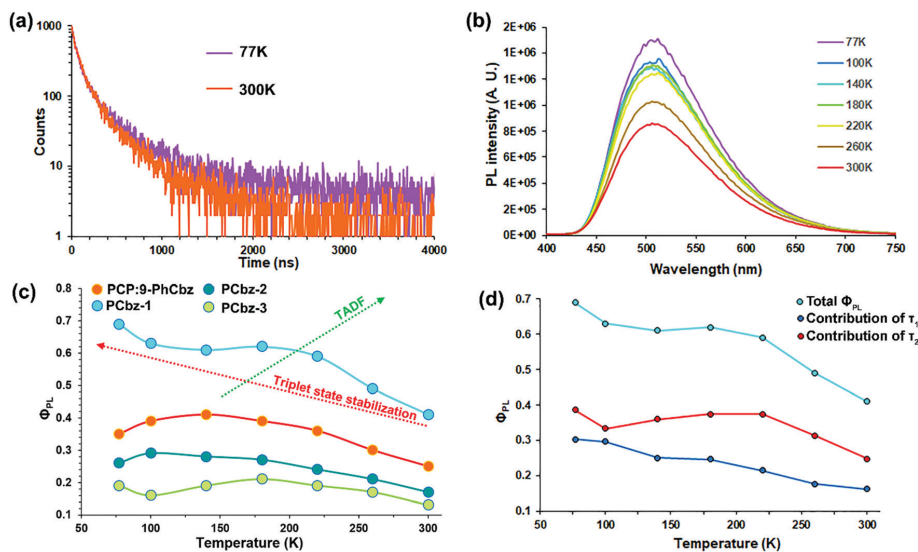 (a)
1000
100
10
1
Counts
77K
300K
0
1000
2000
3000
4000
Time (ns)
(b)
1E+06
1E+06
1E+06
8E+05
6E+05
4E+05
2E+05
0E+00
PL intensity (A. U.)
77K
100K
140K
180K
220K
260K
300K
400
450
500
550
600
650
700
750
Wavelength (nm)
(c)
PCP:9-PhCbz
PCbz-2
PCbz-1
PCbz-3
0.8
0.7
0.6
0.5
0.4
0.3
0.2
0.1
ΦPL
TADF
Triplet state stabilization
50
100
150
200
250
300
Temperature (K)
(d)
0.7
0.6
0.5
0.4
0.3
0.2
0.1
ΦPL
Total ΦPL
Contribution of τ1
Contribution of τ2
50
75
100
125
150
175
200
225
250
275
300
Temperature (K)